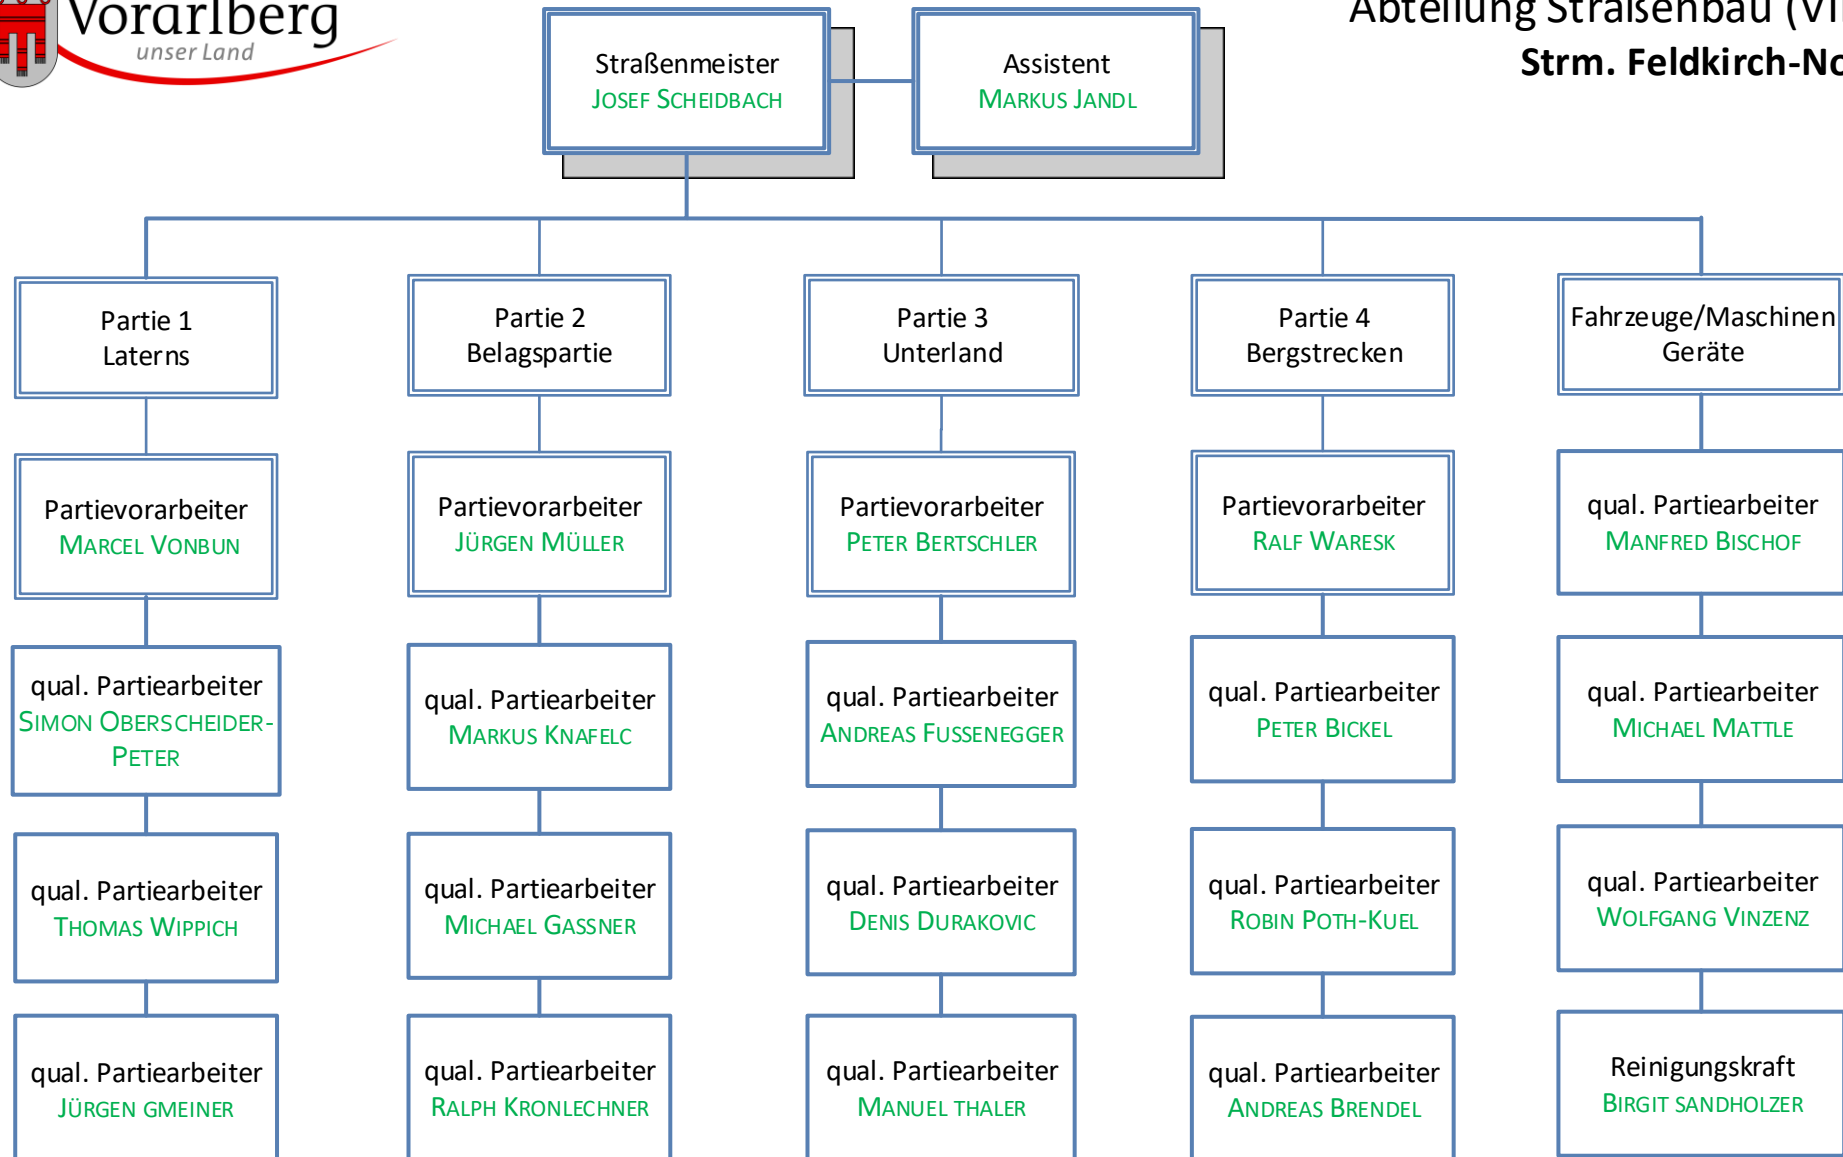 Vorarlberg
unser Land
Abteilung Straßenbau
Strm. Feldkirch-
Straßenmeister
JOSEF SCHEIDBACH
Assistent
MARKUS JANDL
Partie 1
Laterns
Partie 2
Belagspartie
Partie 3
Unterland
Partie 4
Bergstrecken
Fahrzeuge/Maschinen
Geräte
Partievorarbeiter
MARCEL VONBUN
Partievorarbeiter
JÜRGEN MÜLLER
Partievorarbeiter
PETER BERTSCHLER
Partievorarbeiter
RALF WARESK
qual. Partiearbeiter
MANFRED BISCHOF
qual. Partiearbeiter
SIMON OBERSCHEIDER-
PETER
qual. Partiearbeiter
MARKUS KNAFELC
qual. Partiearbeiter
ANDREAS FUSSENEGGER
qual. Partiearbeiter
PETER BICKEL
qual. Partiearbeiter
MICHAEL MATTLE
qual. Partiearbeiter
THOMAS WIPPICH
qual. Partiearbeiter
MICHAEL GASSNER
qual. Partiearbeiter
DENIS DURAKOVIC
qual. Partiearbeiter
ROBIN POTH-KUEL
qual. Partiearbeiter
WOLFGANG VINZENZ
qual. Partiearbeiter
JÜRGEN GMEINER
qual. Partiearbeiter
RALPH KRONLECHNER
qual. Partiearbeiter
MANUEL THALER
qual. Partiearbeiter
ANDREAS BRENDEL
Reinigungskraft
BIRGIT SANDHOLZER